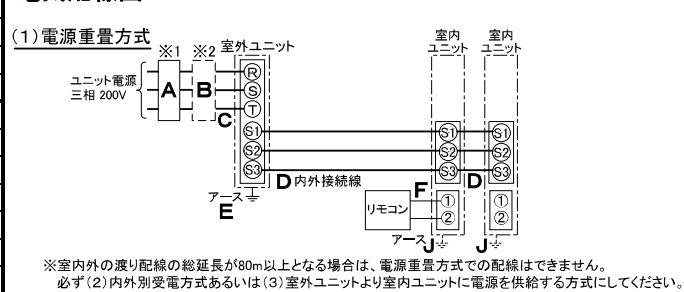 (1)電源重畳方式
※1 ※2 室外ユニット 室内ユニット 室内ユニット
ユニット電源
三相 200V
A B C
R
S
T
S1 S1 S1
S2 S2 S2
S3 S3 S3
D 内外接続線 D
アース
E
リモコン F ① ①
② ②
アース J J
※室内外の渡り配線の総延長が80m以上となる場合は、電源重畳方式での配線はできません。
必ず(2)内外別受電方式あるいは(3)室外ユニットより室内ユニットに電源を供給する方式にしてください。